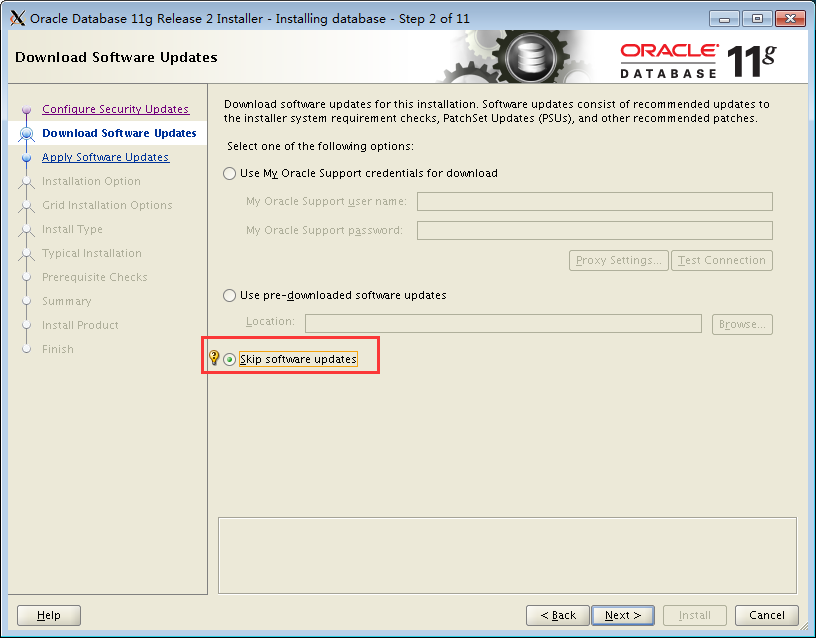 Oracle Database 11g Release 2 Installer - Installing database - Step 2 of 11
Download Software Updates
ORACLE
DATABASE
11g
Configure Security Updates
Download Software Updates
Apply Software Updates
Installation Option
Grid Installation Options
Install Type
Typical Installation
Prerequisite Checks
Summary
Install Product
Finish
Download software updates for this installation. Software updates consist of recommended updates to
the installer system requirement checks, PatchSet Updates (PSUs), and other recommended patches.
Select one of the following options:
Use My Oracle Support credentials for download
My Oracle Support user name:
My Oracle Support password:
Proxy Settings...
Test Connection
Use pre-downloaded software updates
Location:
Browse...
Skip software updates
Help
< Back
Next >
Install
Cancel